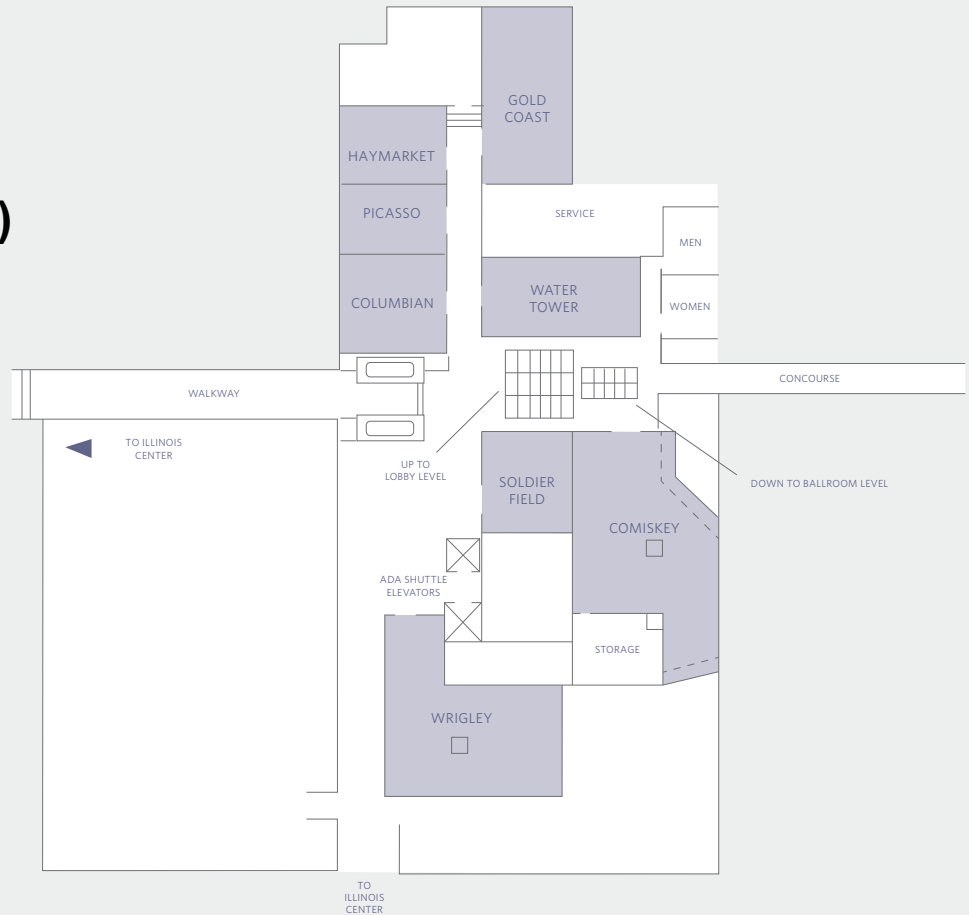 GOLD
COAST
HAYMARKET
)
PICASSO
SERVICE
MEN
WATER
TOWER
COLUMBIAN
WOMEN
CONCOURSE
WALKWAY
TO ILLINOIS
CENTER
UP TO
LOBBY LEVEL
SOLDIER
FIELD
DOWN TO BALLROOM LEVEL
COMISKEY
ADA SHUTTLE
ELEVATORS
STORAGE
WRIGLEY
TO
ILLINOIS
CENTER